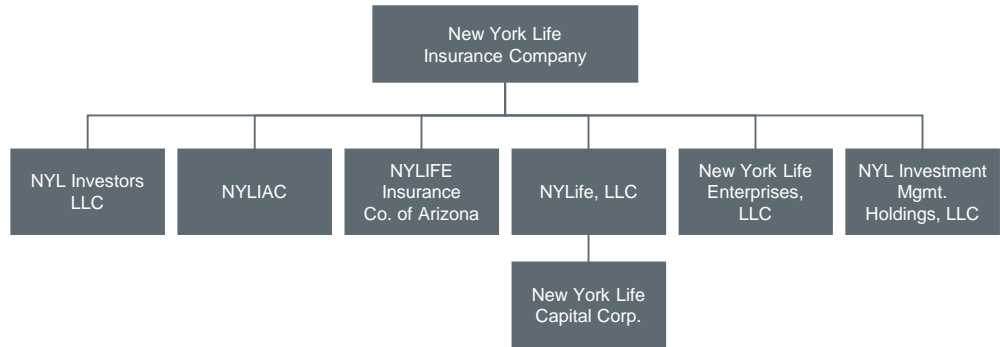 New York Life
Insurance Company
NYL Investors
LLC
NYLIAC
NYLIFE
Insurance
Co. of Arizona
NYLife, LLC
New York Life
Enterprises,
LLC
NYL Investment
Mgmt.
Holdings, LLC
New York Life
Capital Corp.